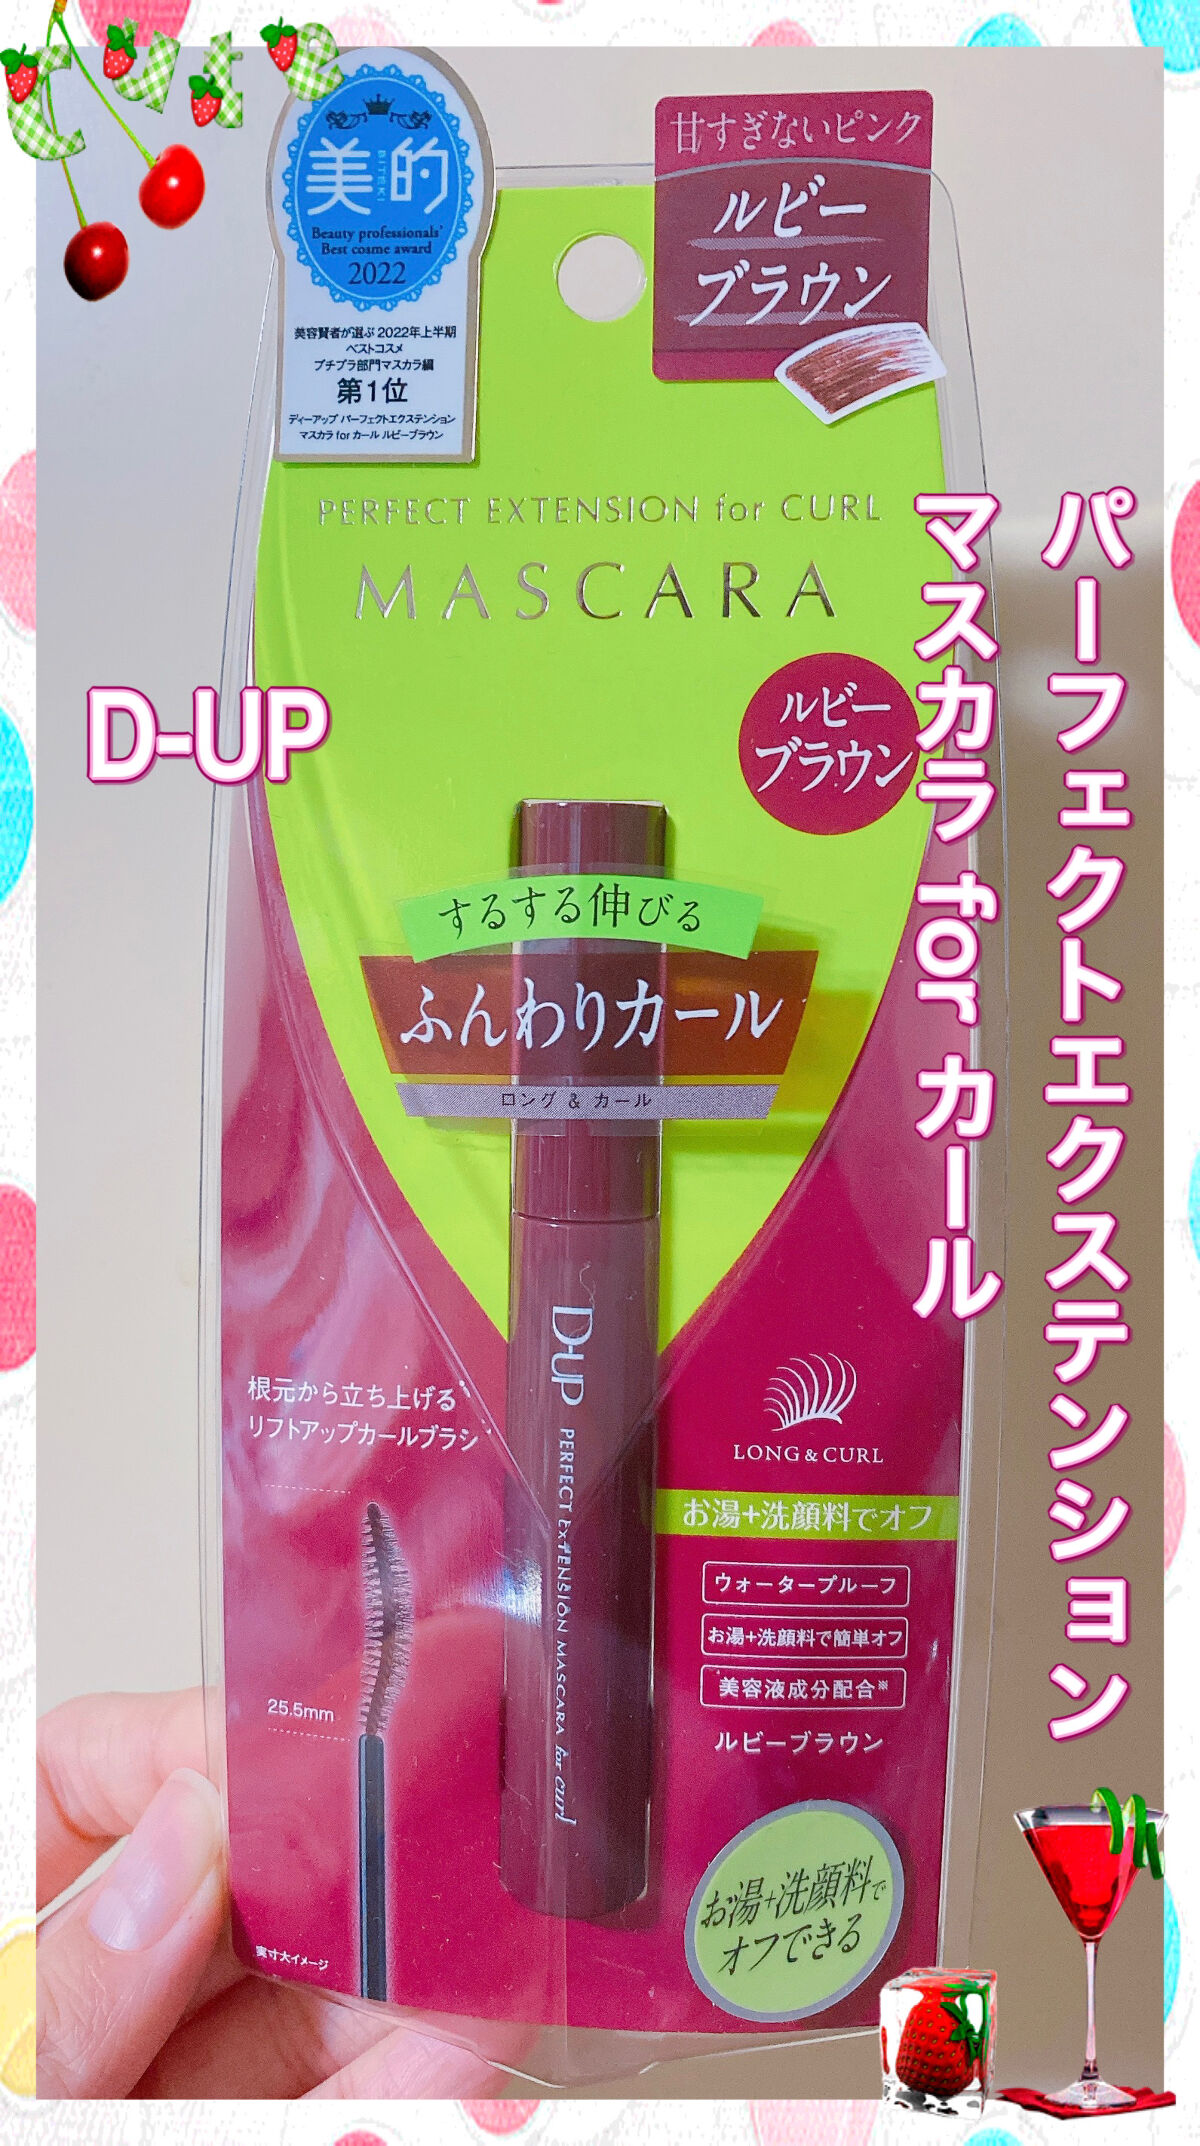 Cute
美的
BITEKI
Beauty professionals'
Best cosme award
2022
美容賢者が選ぶ 2022年上半期
ベストコスメ
プチプラ部門マスカラ編
第1位
ディーアップ パーフェクトエクステンション
マスカラ for カール ルビーブラウン
甘すぎないピンク
ルビー
ブラウン
PERFECT EXTENSION for CURL
MASCARA
パーフェクトエクステンション
マスカラ for カール
D-UP
ルビー
ブラウン
するする伸びる
ふんわりカール
ロング & カール
D-UP PERFECT EXTENSION MASCARA for curl
根元から立ち上げる
リフトアップカールブラシ
25.5mm
実寸大イメージ
LONG & CURL
お湯+洗顔料でオフ
ウォータープルーフ
お湯+洗顔料で簡単オフ
美容液成分配合※
ルビーブラウン
お湯+洗顔料で
オフできる